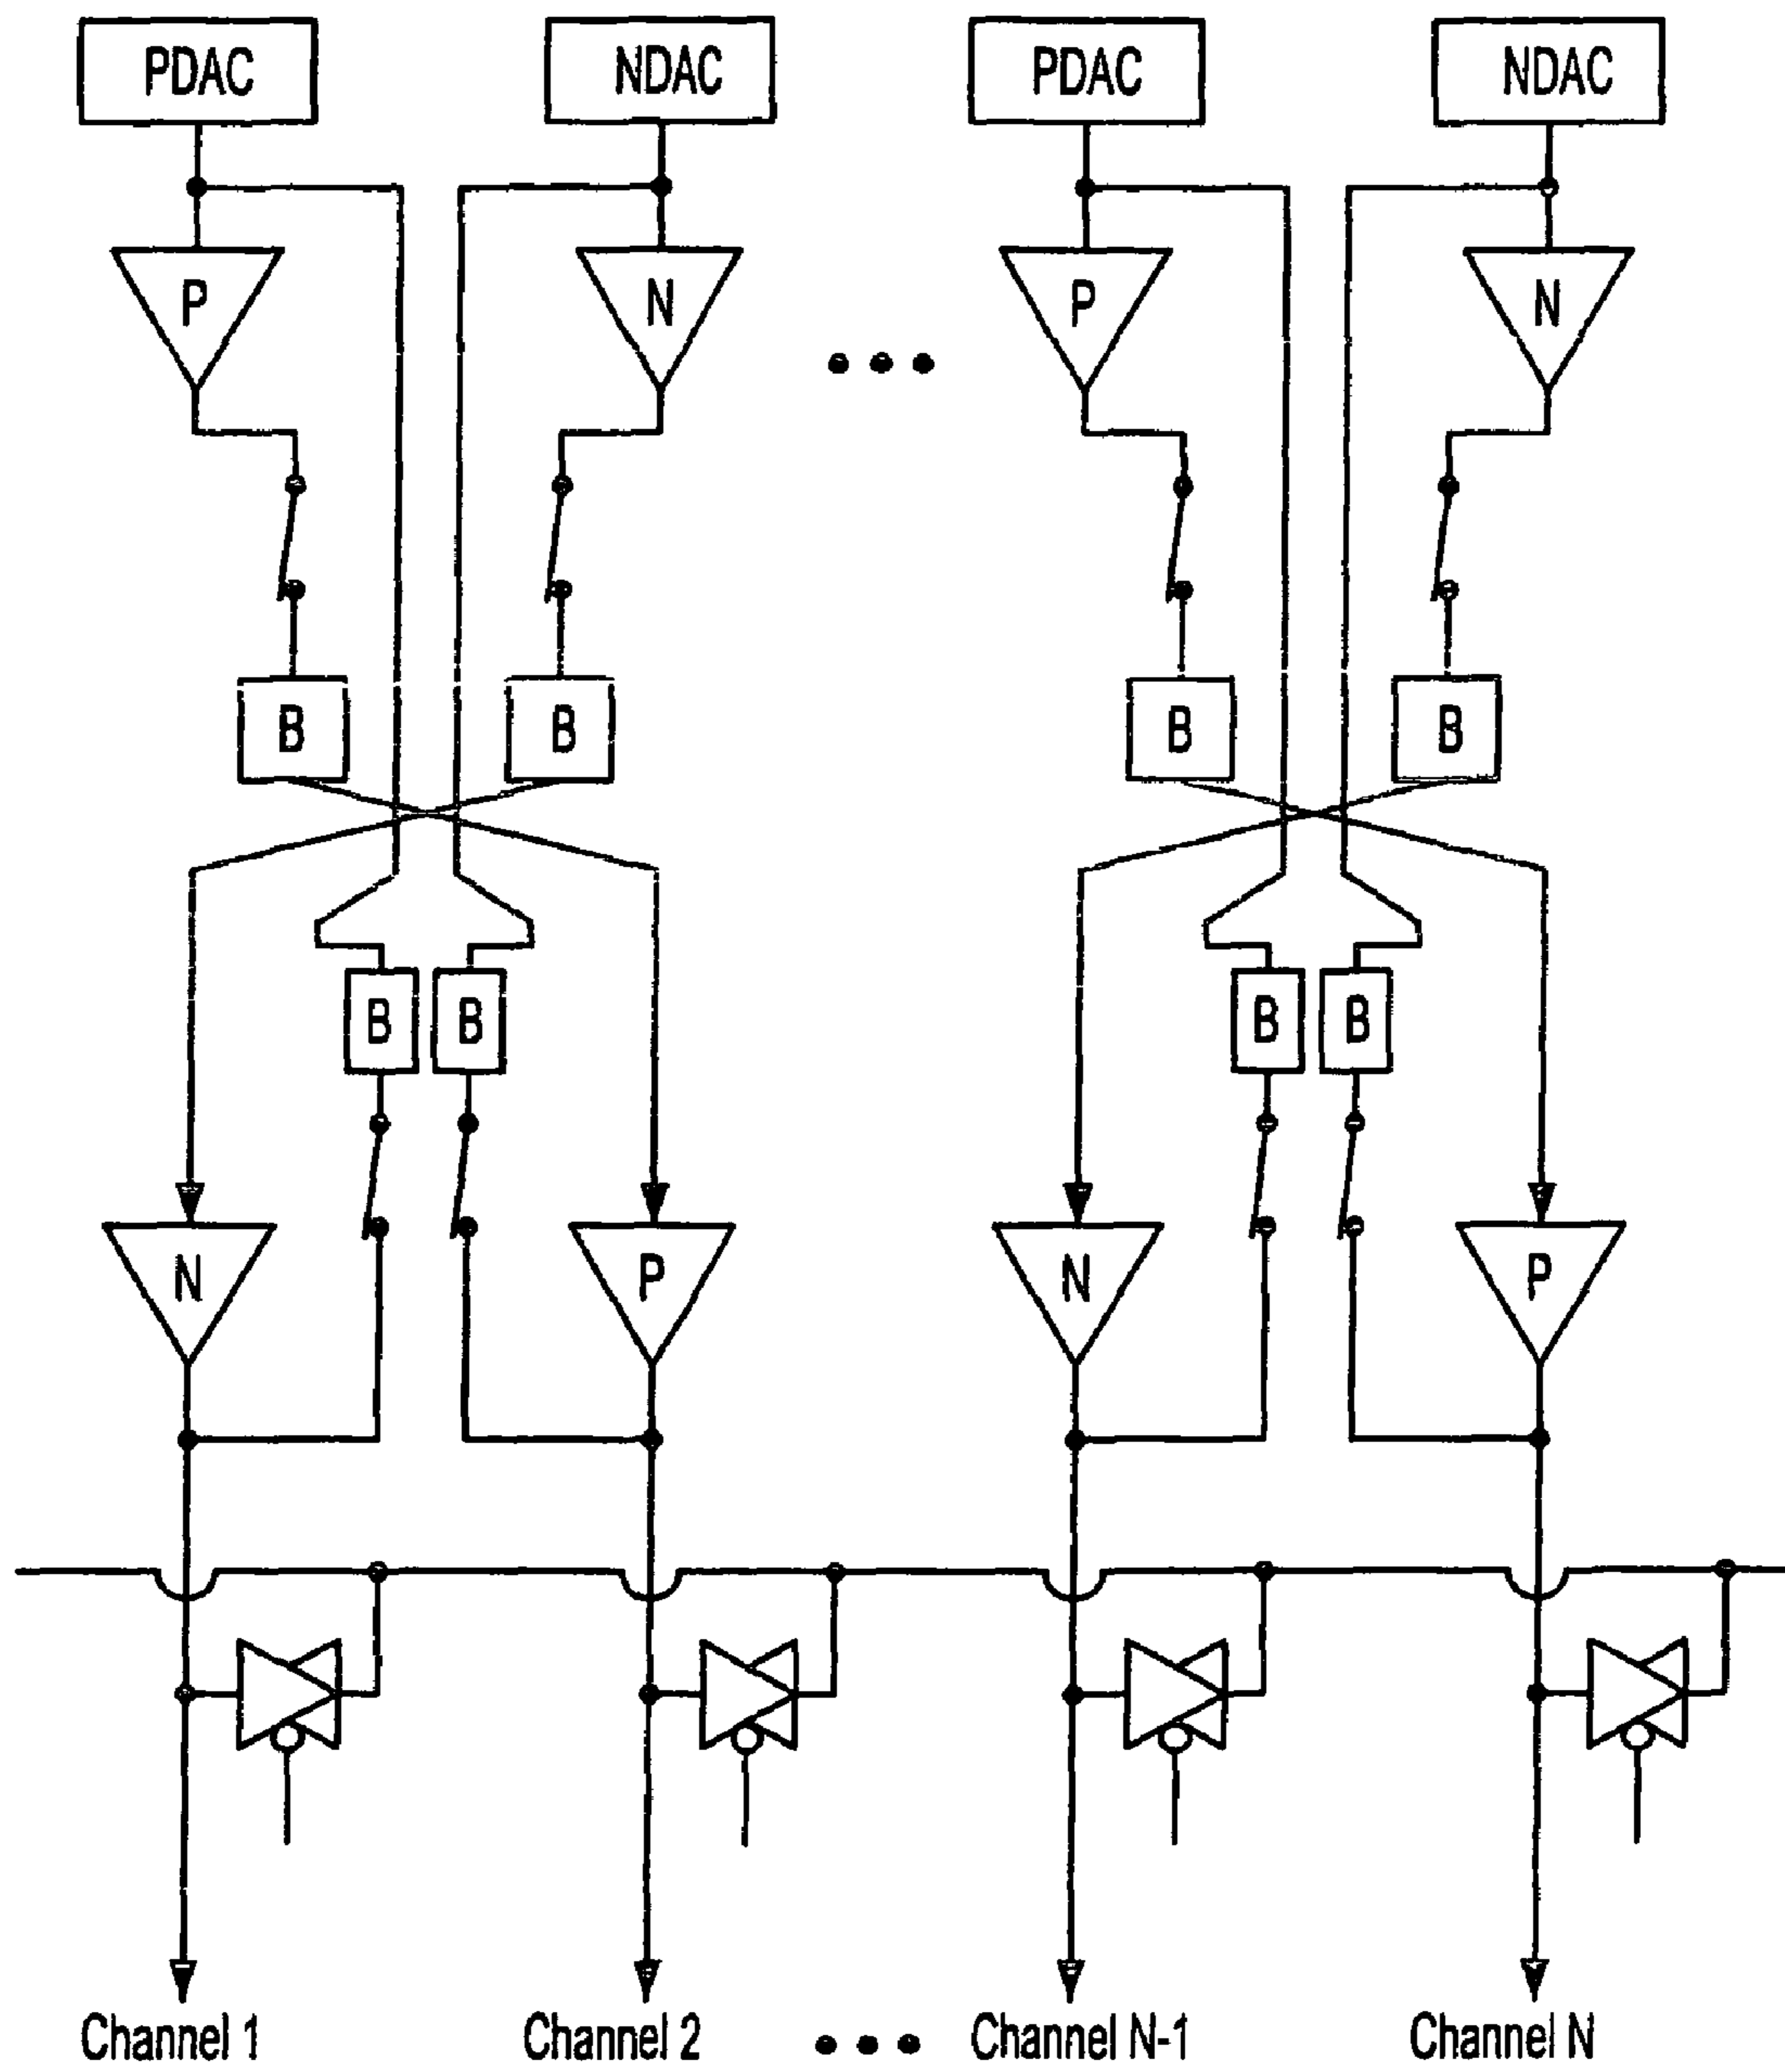 PDAC NDAC PDAC NDAC
P N P N
B B B B
B B B B
N P N P
Channel 1 Channel 2 Channel N-1 Channel N